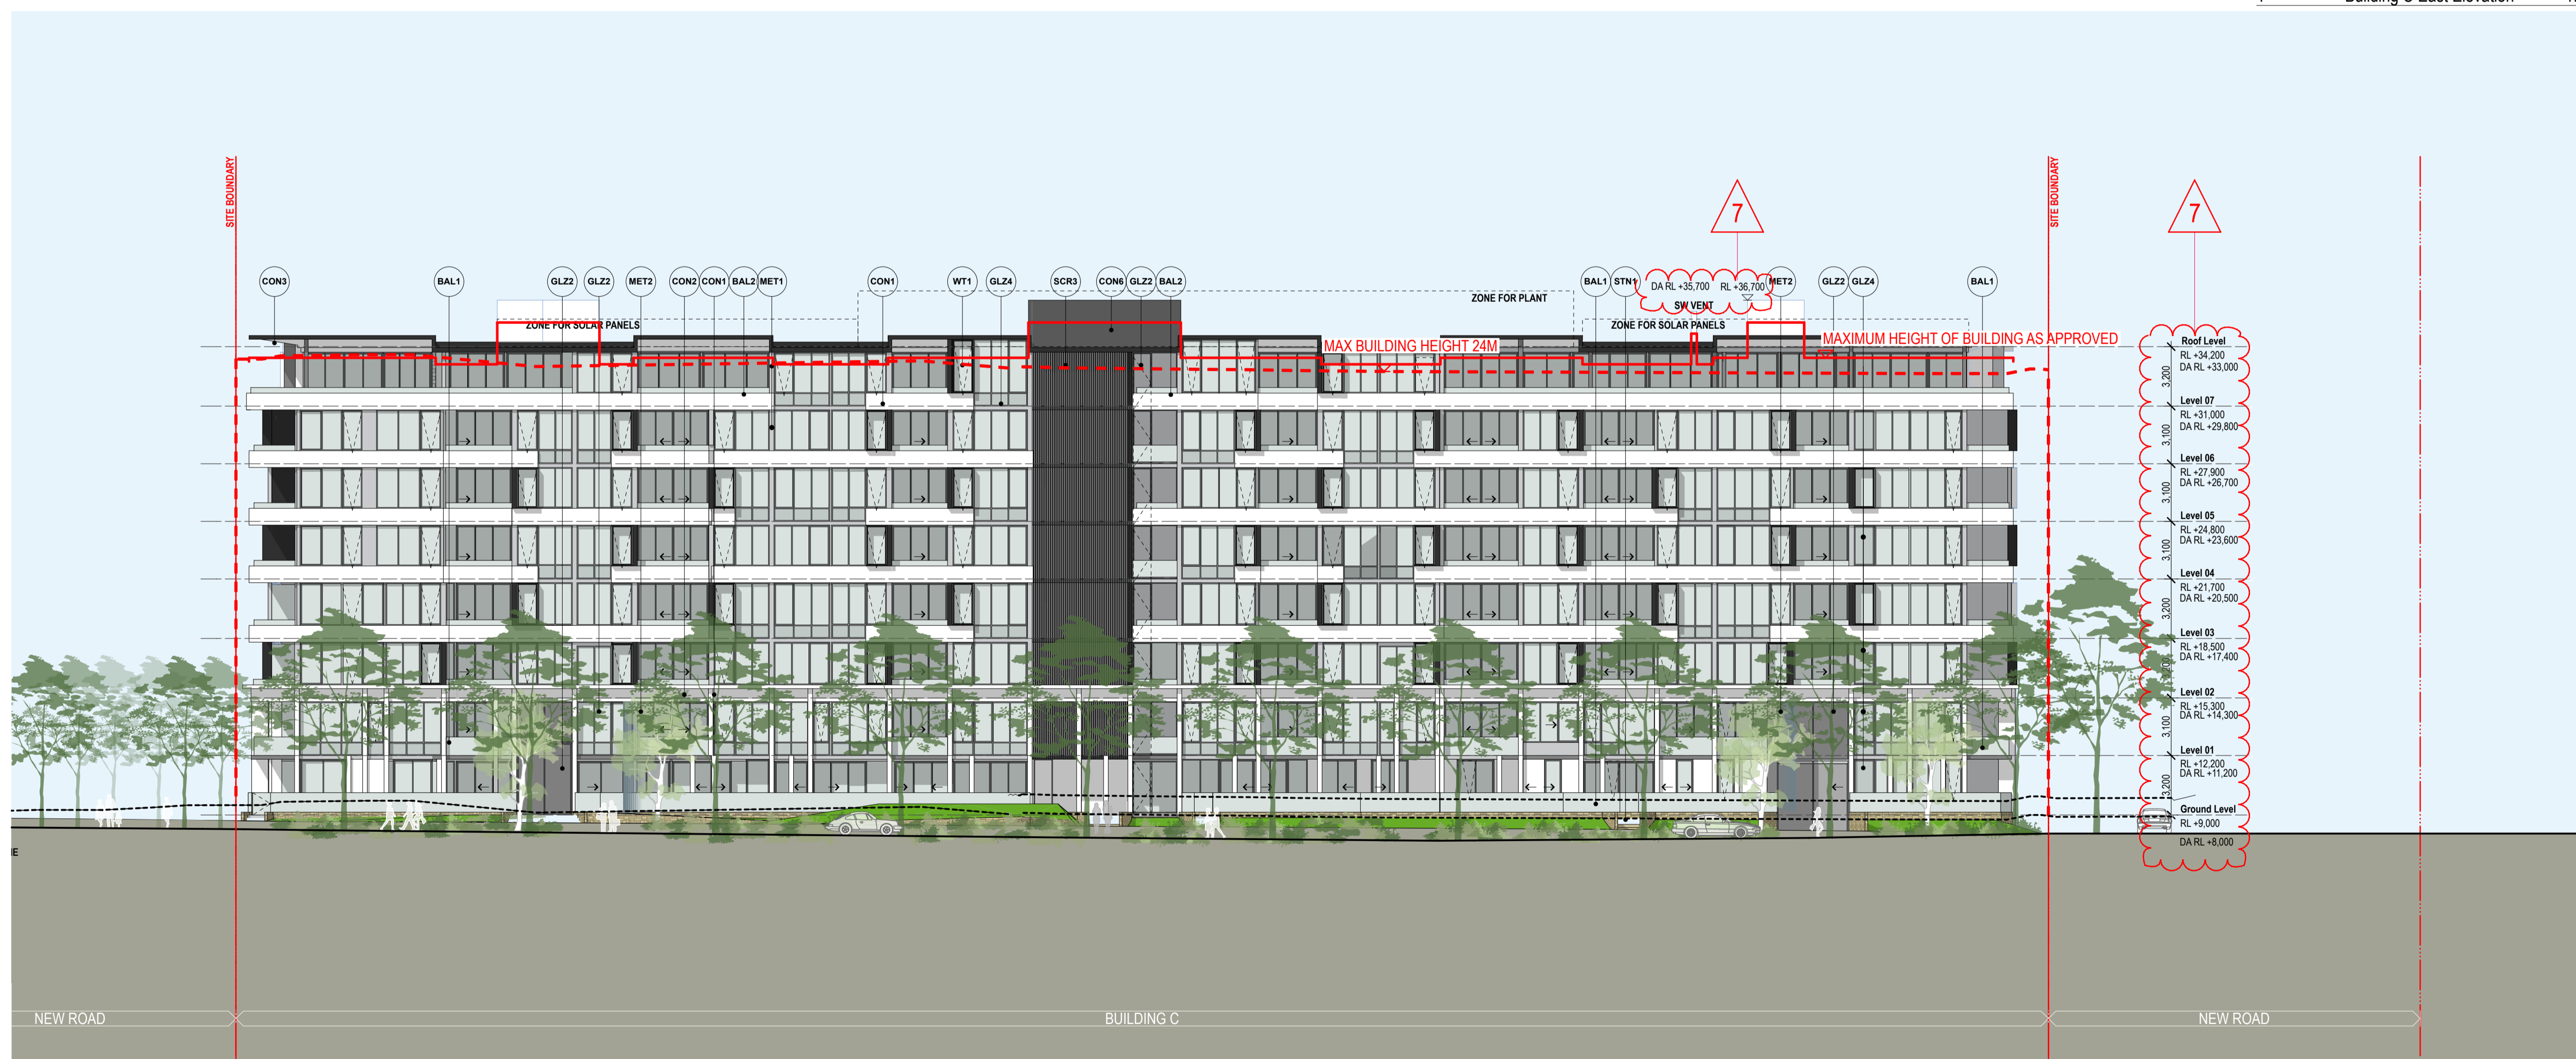 Building C East Elevation
SITE BOUNDARY
SITE BOUNDARY
7
7
CON3
BAL1
GLZ2
GLZ2
MET2
CON2
CON1
BAL2
MET1
CON1
WT1
GLZ4
SCR3
CON6
GLZ2
BAL2
BAL1
STN1
MET2
GLZ2
GLZ4
BAL1
DA RL +35,700 RL +36,700
SW VENT
ZONE FOR PLANT
ZONE FOR SOLAR PANELS
ZONE FOR SOLAR PANELS
MAX BUILDING HEIGHT 24M
MAXIMUM HEIGHT OF BUILDING AS APPROVED
Roof Level
RL +34,200
DA RL +33,000
3,200
Level 07
RL +31,000
DA RL +29,800
3,100
Level 06
RL +27,900
DA RL +26,700
3,100
Level 05
RL +24,800
DA RL +23,600
3,100
Level 04
RL +21,700
DA RL +20,500
3,200
Level 03
RL +18,500
DA RL +17,400
Level 02
RL +15,300
DA RL +14,300
3,100
Level 01
RL +12,200
DA RL +11,200
3,200
Ground Level
RL +9,000
DA RL +8,000
NEW ROAD
BUILDING C
NEW ROAD